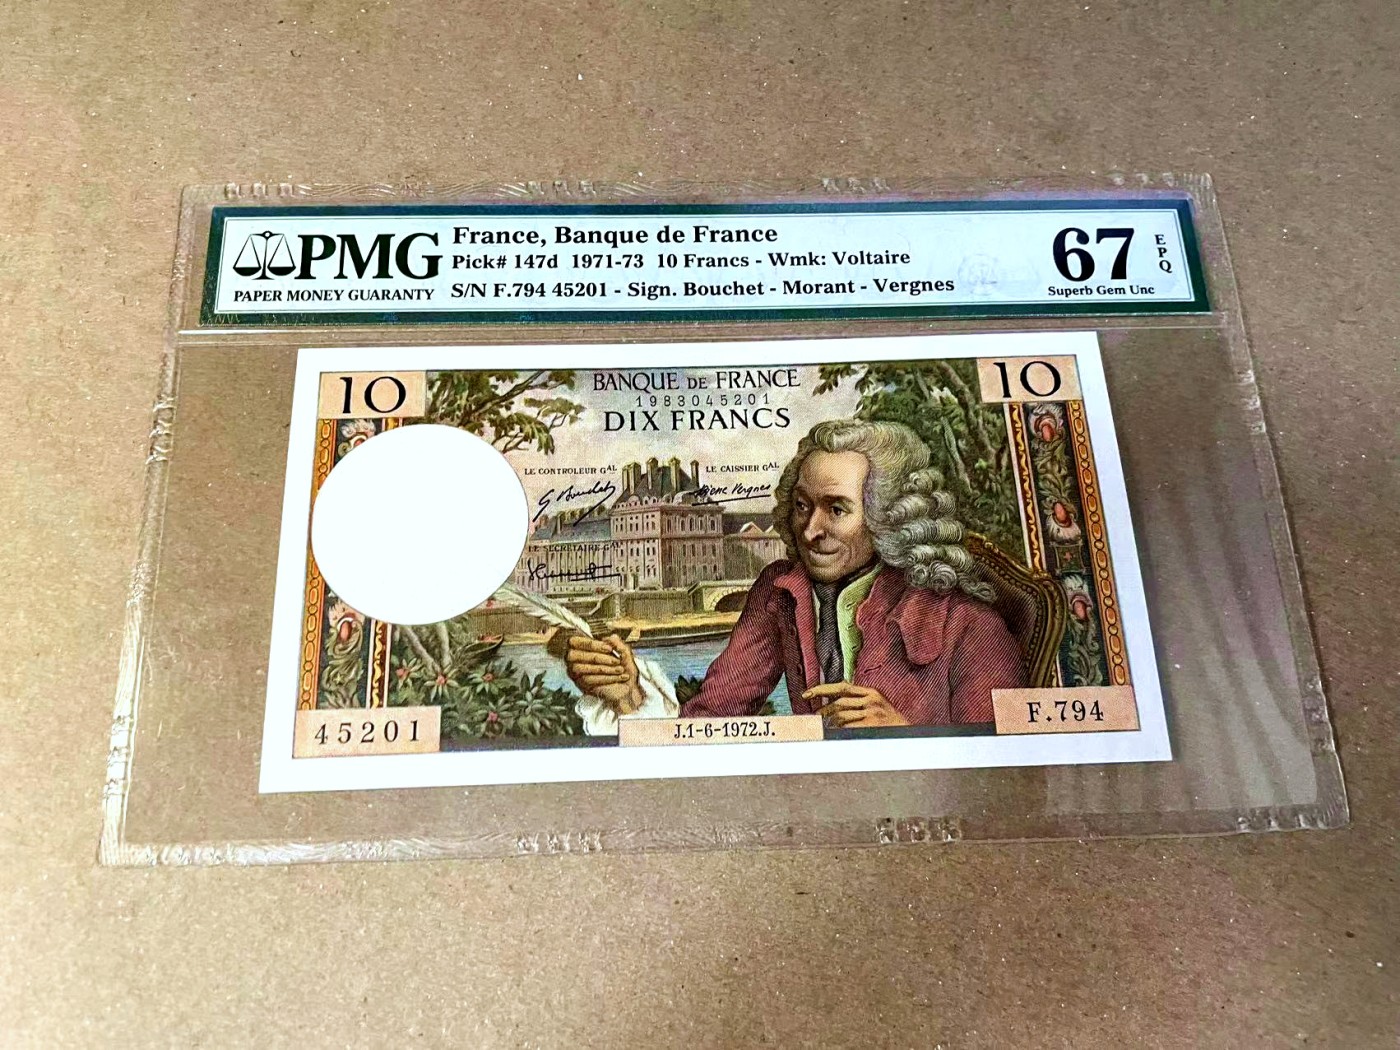 PMG
PAPER MONEY GUARANTY
France, Banque de France
Pick# 147d 1971-73 10 Francs - Wmk: Voltaire
S/N F.794 45201 - Sign. Bouchet - Morant - Vergnes
67
EPQ
Superb Gem Unc
10
BANQUE DE FRANCE
10
1983045201
DIX FRANCS
LE CONTROLEUR GAL
LE CAISSIER GAL
G Bouchet
LE SECRETAIRE GAL
45201
J.1-6-1972.J.
F.794